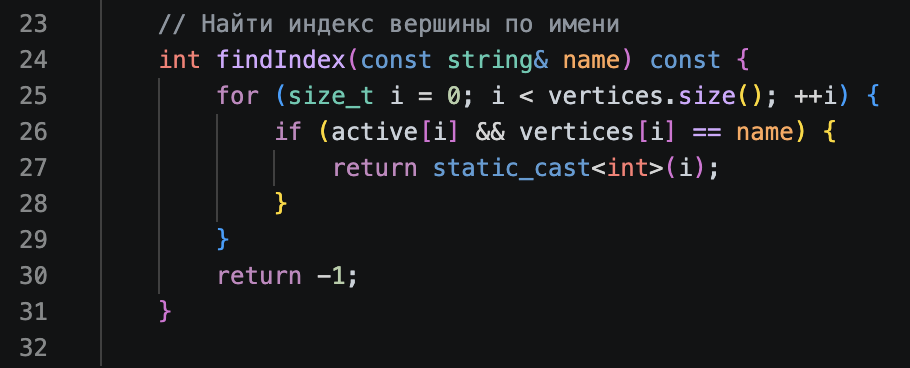 23 // Найти индекс вершины по имени
24 int findIndex(const string& name) const {
25 for (size_t i = 0; i < vertices.size(); ++i) {
26 if (active[i] && vertices[i] == name) {
27 return static_cast<int>(i);
28 }
29 }
30 return -1;
31 }
32